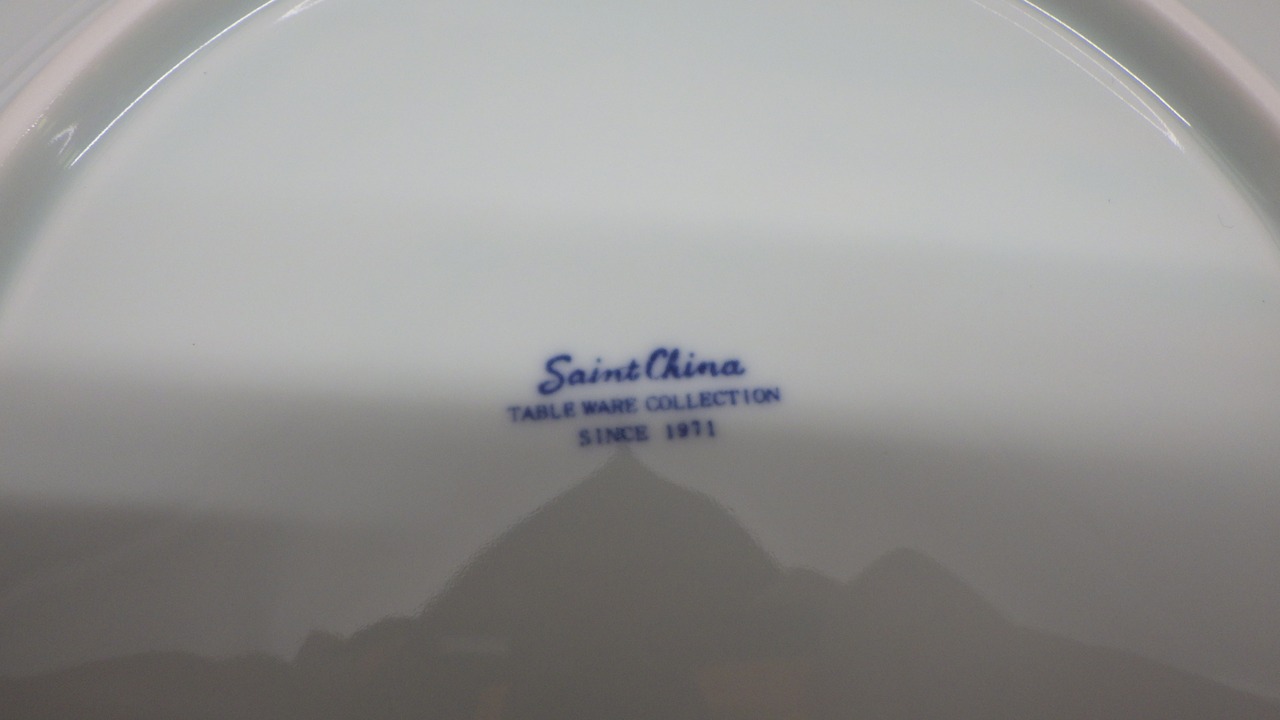 Saint China
TABLE WARE COLLECTION
SINCE 1971